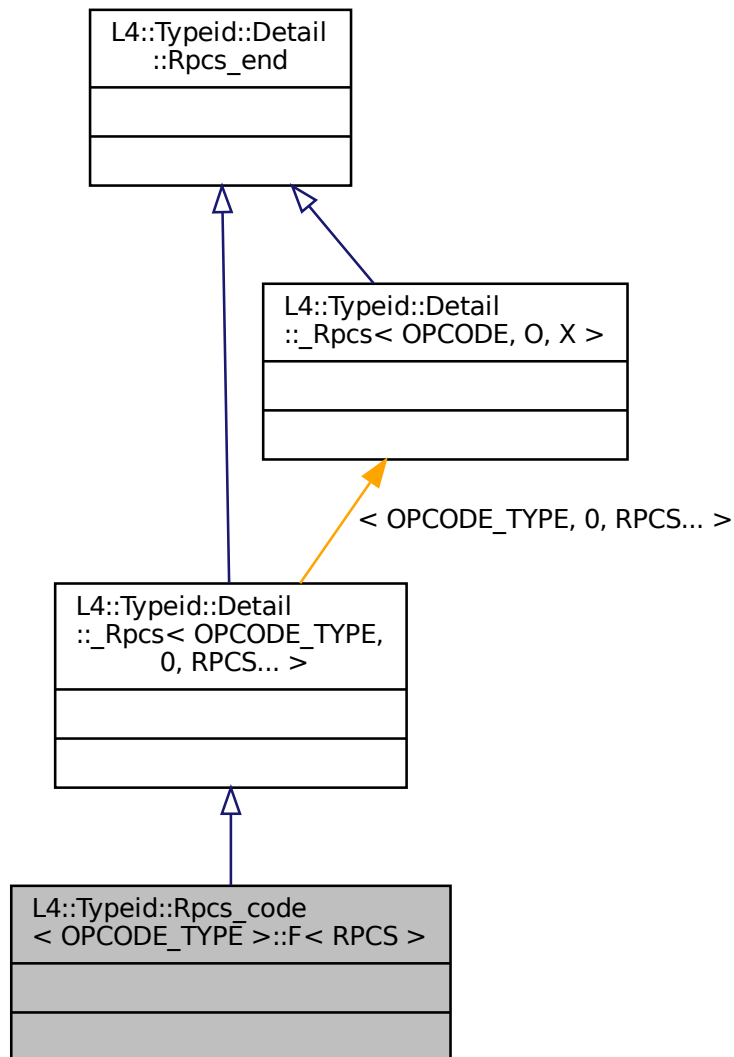 L4::Typeid::Detail
::Rpcs_end
L4::Typeid::Detail
::_Rpcs< OPCODE, O, X >
< OPCODE_TYPE, 0, RPCS... >
L4::Typeid::Detail
::_Rpcs< OPCODE_TYPE,
0, RPCS... >
L4::Typeid::Rpcs_code
< OPCODE_TYPE >::F< RPCS >